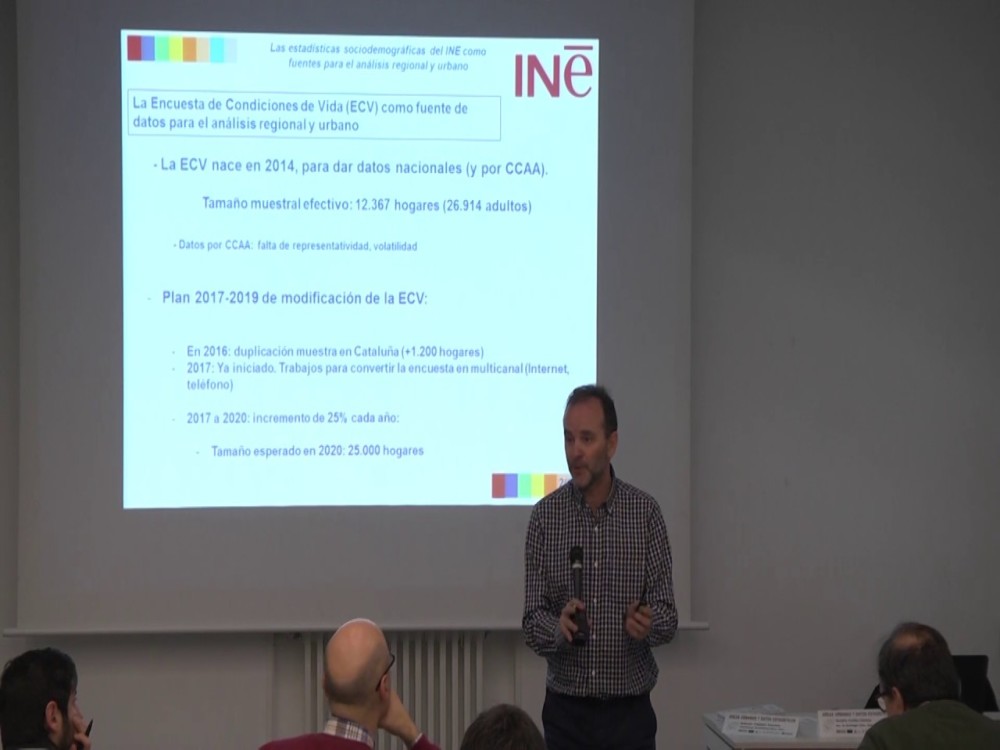 Las estadísticas sociodemográficas del INE como
fuentes para el análisis regional y urbano
INe
La Encuesta de Condiciones de Vida (ECV) como fuente de
datos para el análisis regional y urbano
- La ECV nace en 2014, para dar datos nacionales (y por CCAA).
Tamaño muestral efectivo: 12.367 hogares (26.914 adultos)
- Datos por CCAA: falta de representatividad, volatilidad
- Plan 2017-2019 de modificación de la ECV:
- En 2016: duplicación muestra en Cataluña (+1.200 hogares)
- 2017: Ya iniciado. Trabajos para convertir la encuesta en multicanal (Internet,
teléfono)
- 2017 a 2020: incremento de 25% cada año:
- Tamaño esperado en 2020: 25.000 hogares